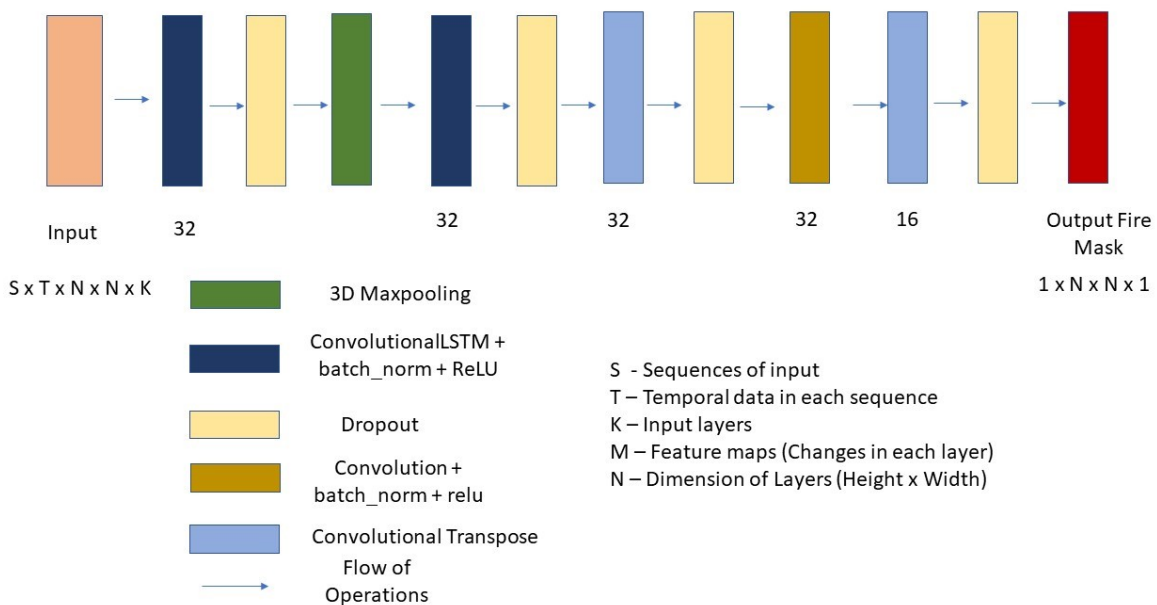 Input
32
32
32
32
16
Output Fire
Mask
S x T x N x N x K
1 x N x N x 1
3D Maxpooling
ConvolutionalLSTM +
batch_norm + ReLU
Dropout
Convolution +
batch_norm + relu
Convolutional Transpose
Flow of
Operations
S - Sequences of input
T – Temporal data in each sequence
K – Input layers
M – Feature maps (Changes in each layer)
N – Dimension of Layers (Height x Width)